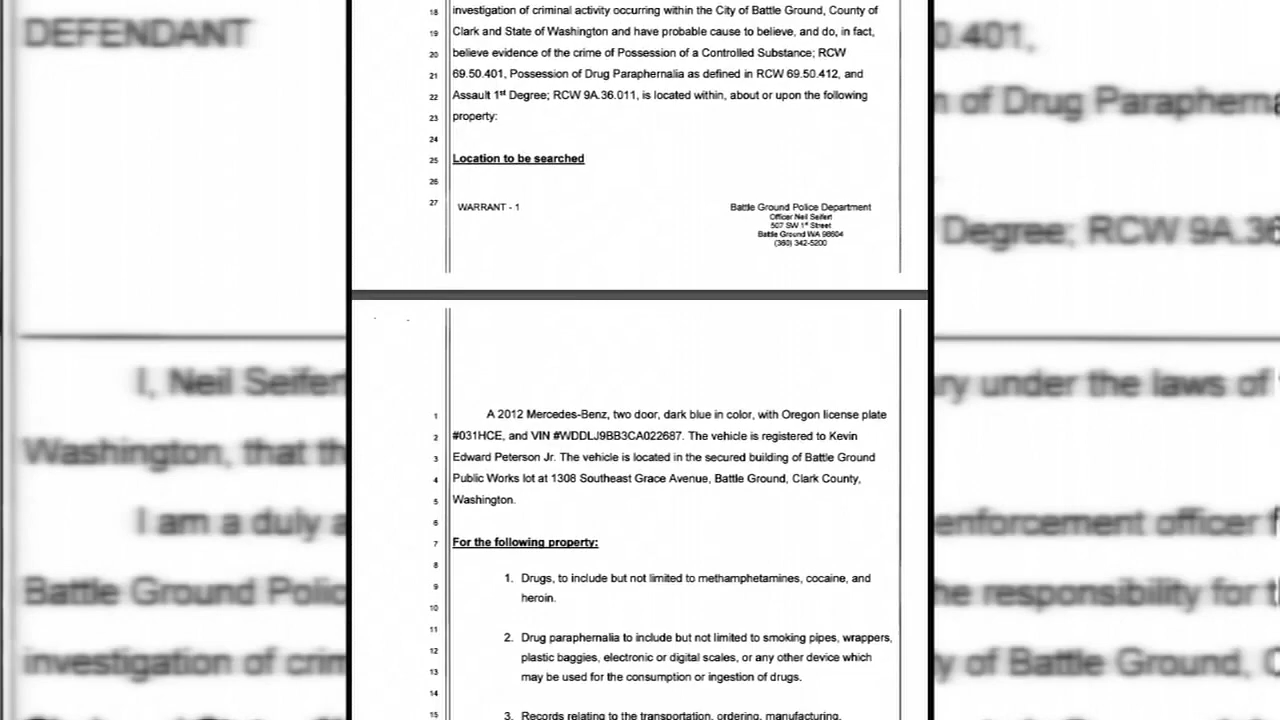 DEFENDANT
0.401,
n of Drug Paraphern
Degree; RCW 9A.36
I, Neil Seifer
ry under the laws of
Washington, that th
I am a duly a
enforcement officer f
Battle Ground Polic
he responsibility for t
investigation of crim
y of Battle Ground, C
18 investigation of criminal activity occurring within the City of Battle Ground, County of
19 Clark and State of Washington and have probable cause to believe, and do, in fact,
20 believe evidence of the crime of Possession of a Controlled Substance; RCW
21 69.50.401, Possession of Drug Paraphernalia as defined in RCW 69.50.412, and
22 Assault 1st Degree; RCW 9A.36.011, is located within, about or upon the following
23 property:
24
25 Location to be searched
26
27 WARRANT - 1
Battle Ground Police Department
Officer Neil Seifert
507 SW 1st Street
Battle Ground WA 98604
(360) 342-5200
1 A 2012 Mercedes-Benz, two door, dark blue in color, with Oregon license plate
2 #031HCE, and VIN #WDDLJ9BB3CA022687. The vehicle is registered to Kevin
3 Edward Peterson Jr. The vehicle is located in the secured building of Battle Ground
4 Public Works lot at 1308 Southeast Grace Avenue, Battle Ground, Clark County,
5 Washington.
6
7 For the following property:
8
9 1. Drugs, to include but not limited to methamphetamines, cocaine, and
10 heroin.
11
12 2. Drug paraphernalia to include but not limited to smoking pipes, wrappers,
13 plastic baggies, electronic or digital scales, or any other device which
may be used for the consumption or ingestion of drugs.
14
15 3. Records relating to the transportation, ordering, manufacturing,